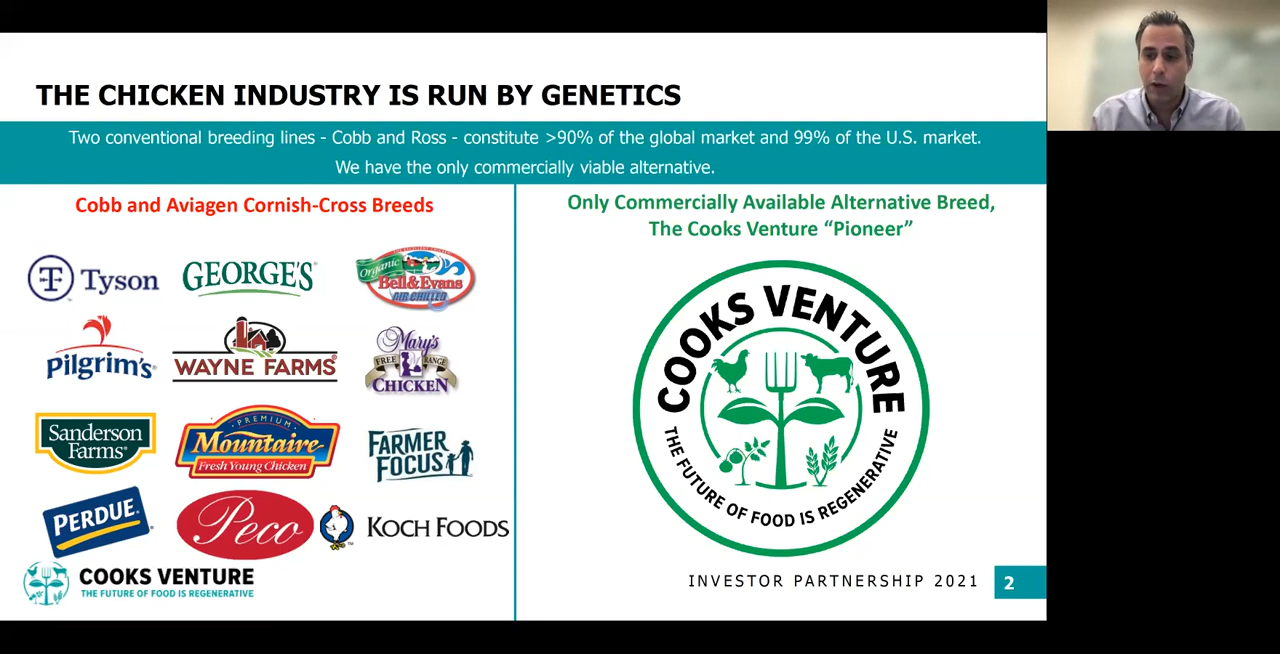 THE CHICKEN INDUSTRY IS RUN BY GENETICS
Two conventional breeding lines - Cobb and Ross - constitute >90% of the global market and 99% of the U.S. market.
We have the only commercially viable alternative.
Cobb and Aviagen Cornish-Cross Breeds
T Tyson
GEORGE'S®
Organic
Bell & Evans
AIR CHILLED
Pilgrim's®
WAYNE FARMS®
Mary's
FREE RANGE
CHICKEN
Sanderson
Farms®
PREMIUM
Mountaire®
Fresh Young Chicken
FARMER
FOCUS
PERDUE®
Peco
KOCH FOODS
COOKS VENTURE
THE FUTURE OF FOOD IS REGENERATIVE
Only Commercially Available Alternative Breed,
The Cooks Venture “Pioneer”
COOKS VENTURE
THE FUTURE OF FOOD IS REGENERATIVE
INVESTOR PARTNERSHIP 2021
2